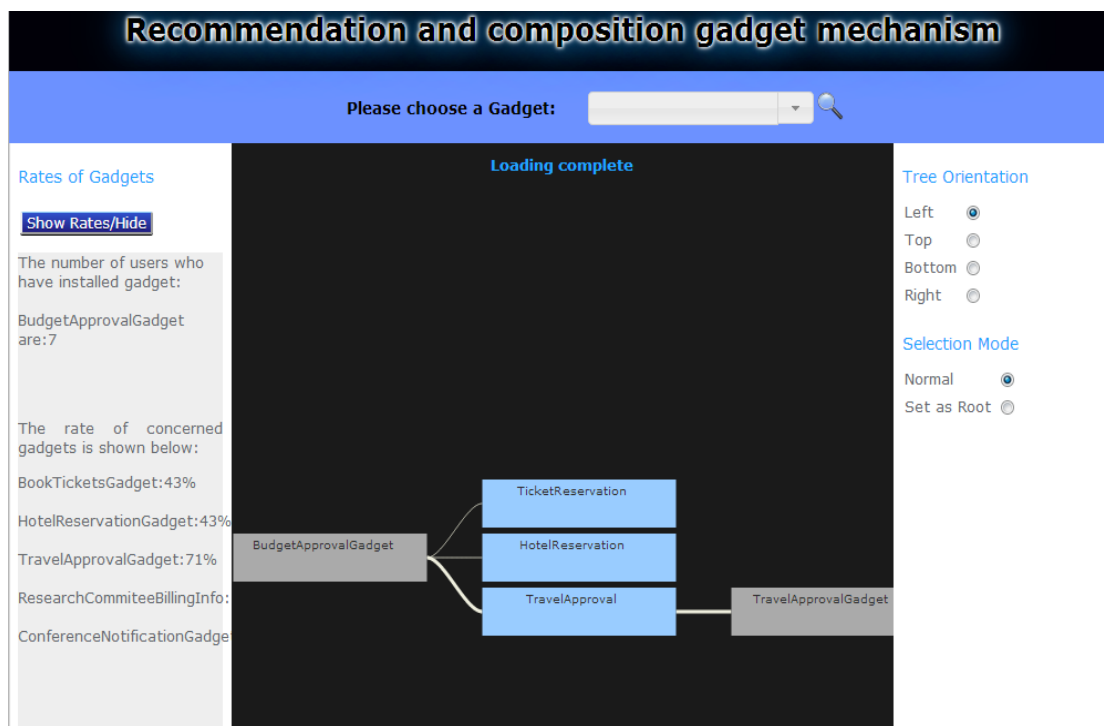 Recommendation and composition gadget mechanism
Please choose a Gadget:
Rates of Gadgets
Show Rates/Hide
The number of users who
have installed gadget:
BudgetApprovalGadget
are:7
The rate of concerned
gadgets is shown below:
BookTicketsGadget:43%
HotelReservationGadget:43%
TravelApprovalGadget:71%
ResearchCommiteeBillingInfo:
ConferenceNotificationGadge
Loading complete
TicketReservation
BudgetApprovalGadget
HotelReservation
TravelApproval
TravelApprovalGadget
Tree Orientation
Left
Top
Bottom
Right
Selection Mode
Normal
Set as Root